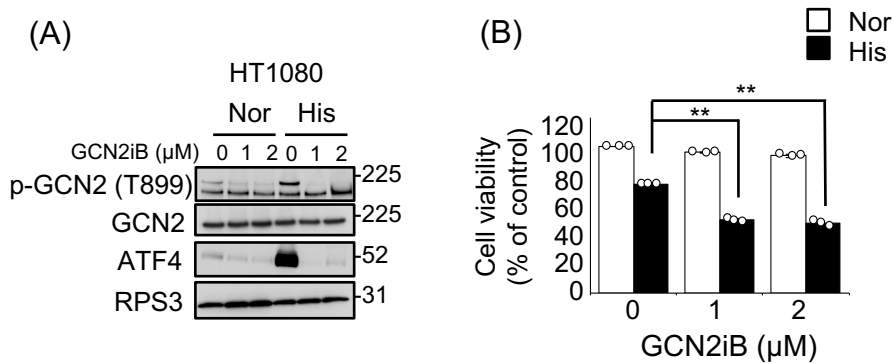 (A)
HT1080
Nor His
GCN2iB (μM) 0 1 2 0 1 2
p-GCN2 (T899) 225
GCN2 225
ATF4 52
RPS3 31
(B)
Nor
His
**
**
Cell viability
(% of control)
120
100
80
60
40
20
0
0 1 2
GCN2iB (μM)